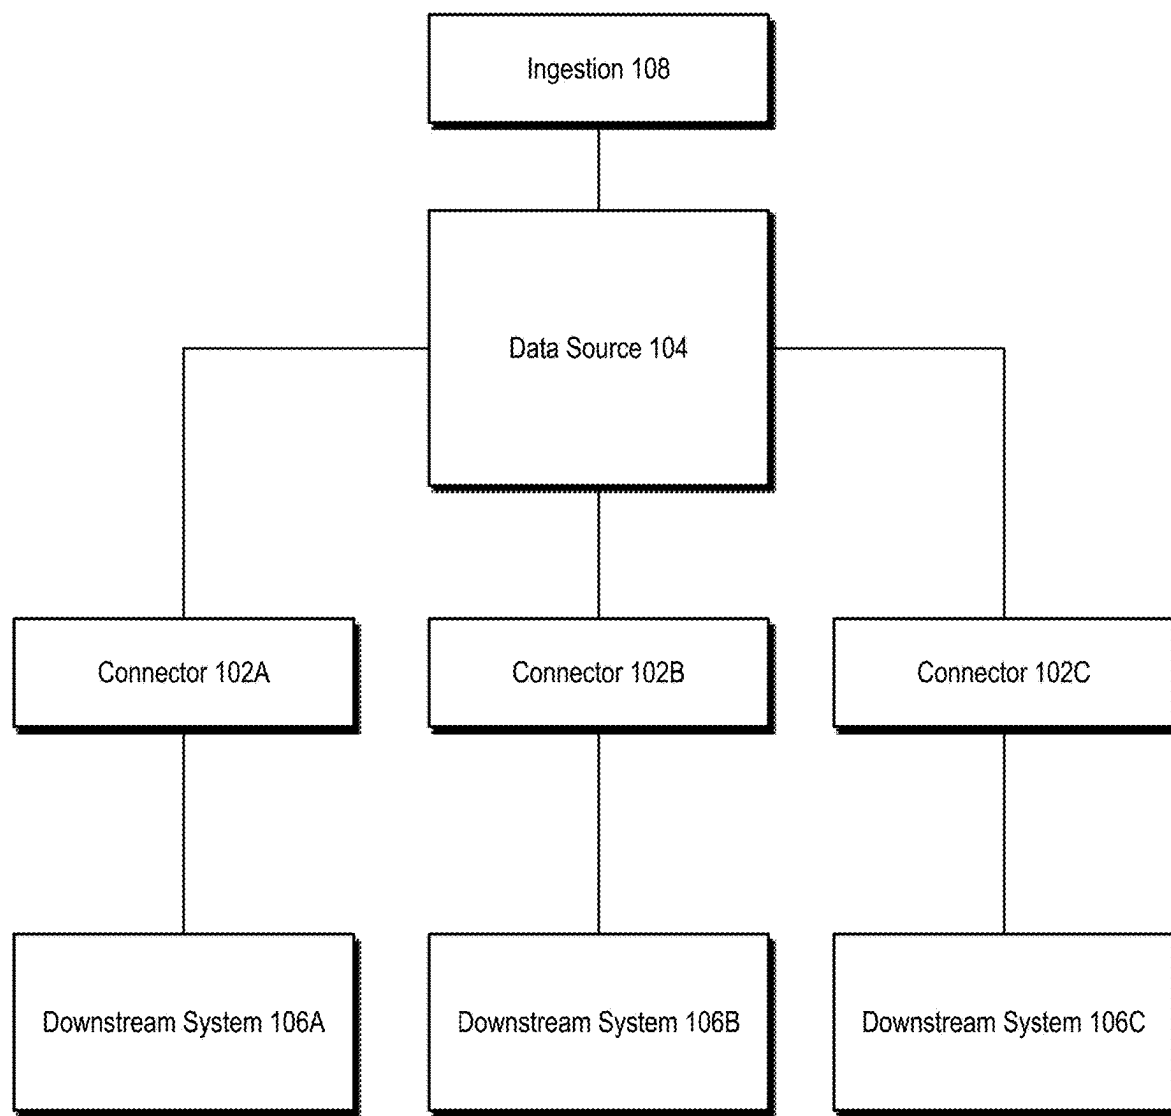 Ingestion 108
Data Source 104
Connector 102A
Connector 102B
Connector 102C
Downstream System 106A
Downstream System 106B
Downstream System 106C